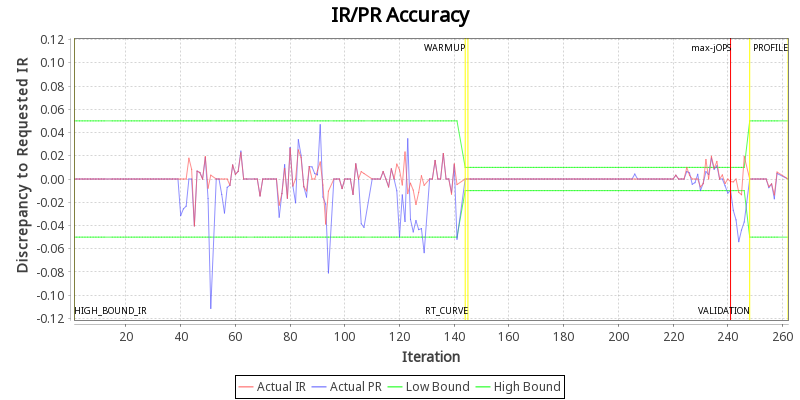 IR/PR Accuracy
Discrepancy to Requested IR
0.12
0.10
0.08
0.06
0.04
0.02
0.00
-0.02
-0.04
-0.06
-0.08
-0.10
-0.12
WARMUP
max-jOPS
PROFILE
HIGH_BOUND_IR
RT_CURVE
VALIDATION
20 40 60 80 100 120 140 160 180 200 220 240 260
Iteration
Actual IR Actual PR Low Bound High Bound